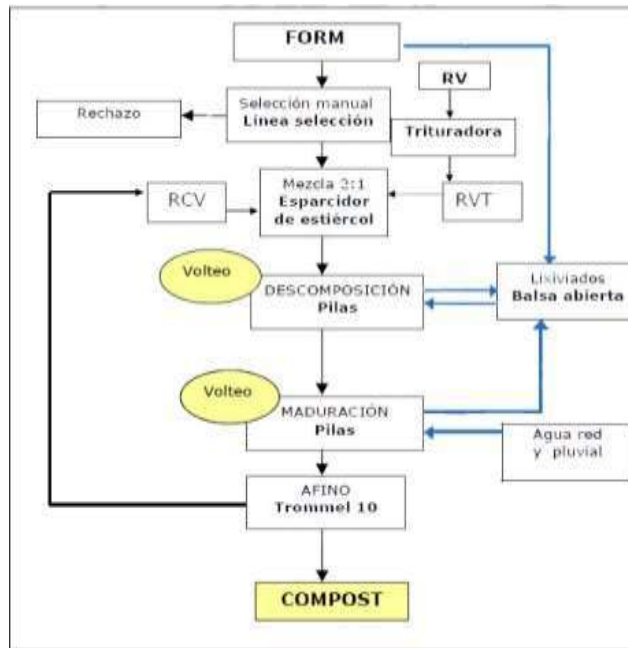 FORM
RV
Selección manual
Línea selección
Rechazo
Trituradora
Mezcla 2:1
Esparcidor
de estiércol
RCV
RVT
Volteo
DESCOMPOSICIÓN
Pilas
Lixiviados
Balsa abierta
Volteo
MADURACIÓN
Pilas
Agua red
y pluvial
AFINO
Trommel 10
COMPOST